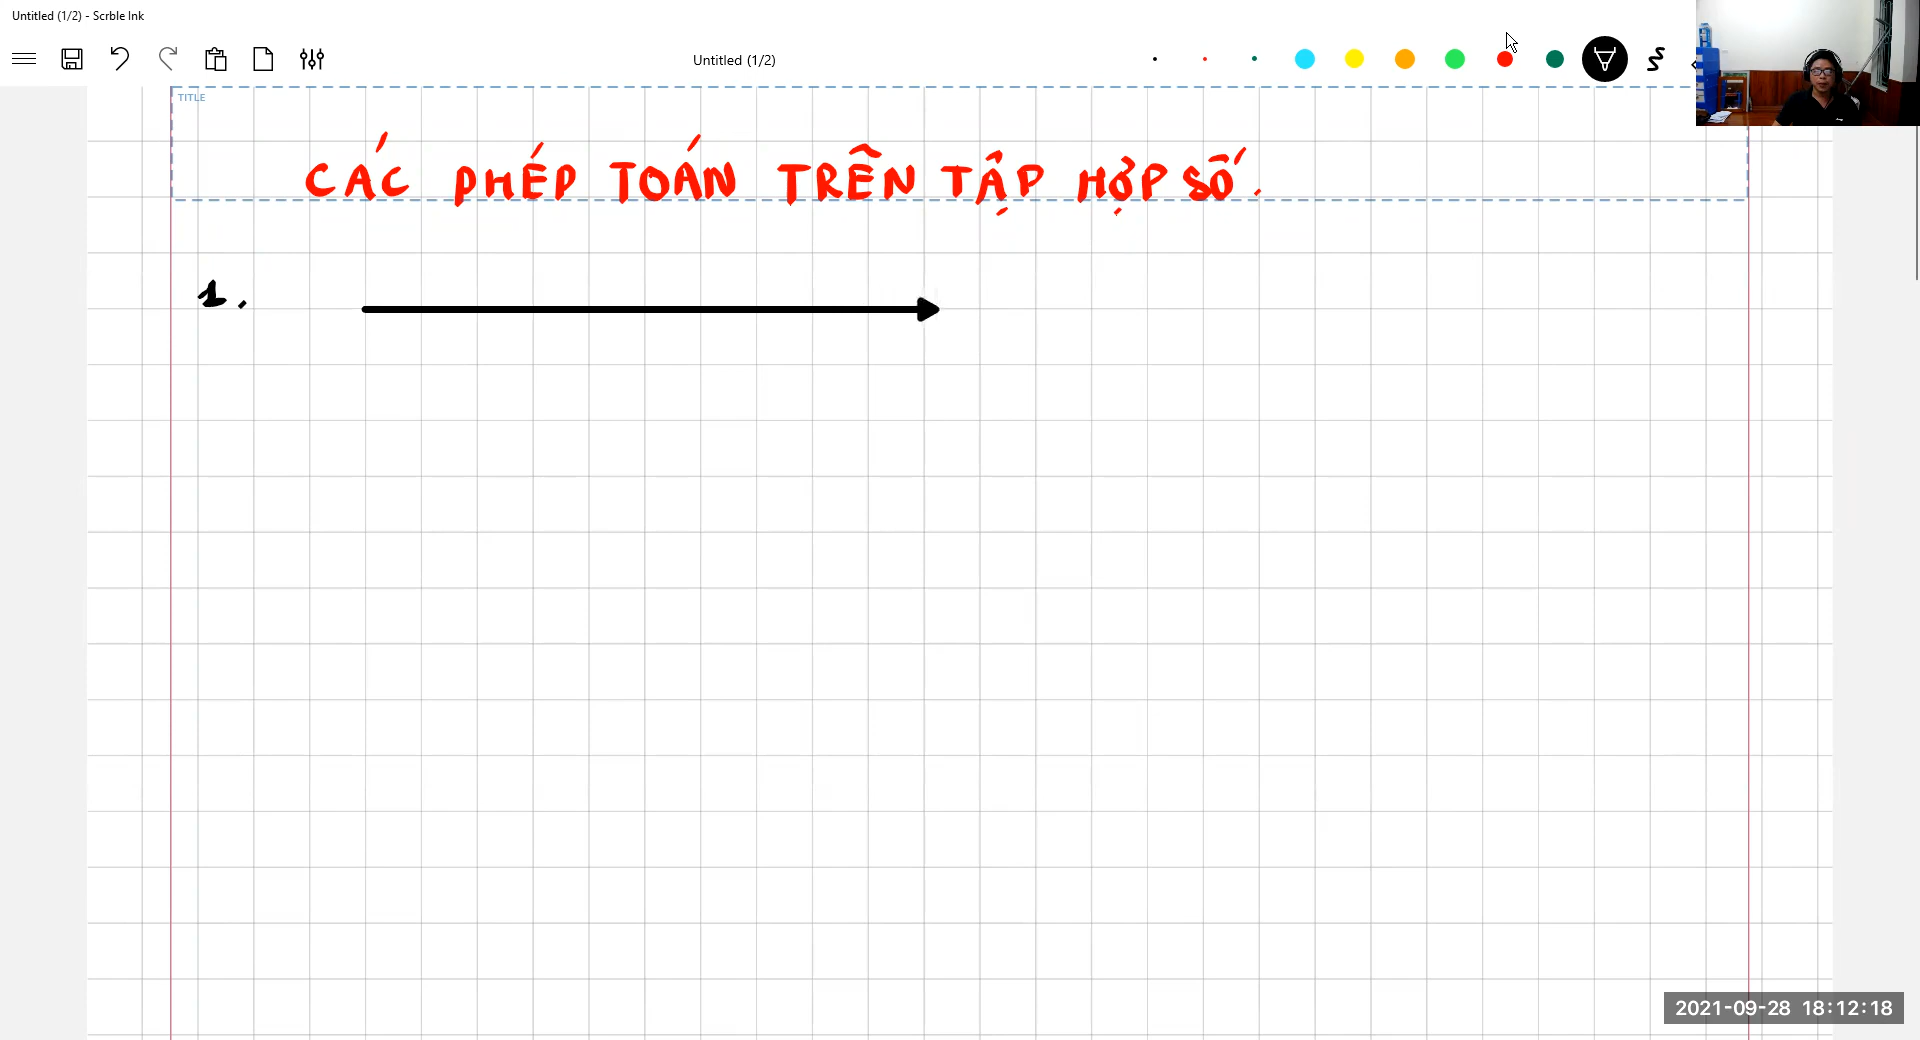 Untitled (1/2) - Scrble Ink
Untitled (1/2)
TITLE
CÁC PHÉP TOÁN TRÊN TẬP HỢP SỐ.
1.
2021-09-28 18:12:18